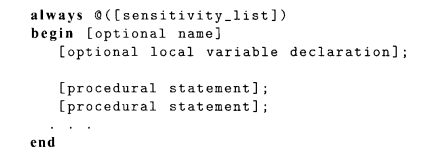 always @([sensitivity_list])
begin [optional name]
[optional local variable declaration];
[procedural statement];
[procedural statement];
. . .
end